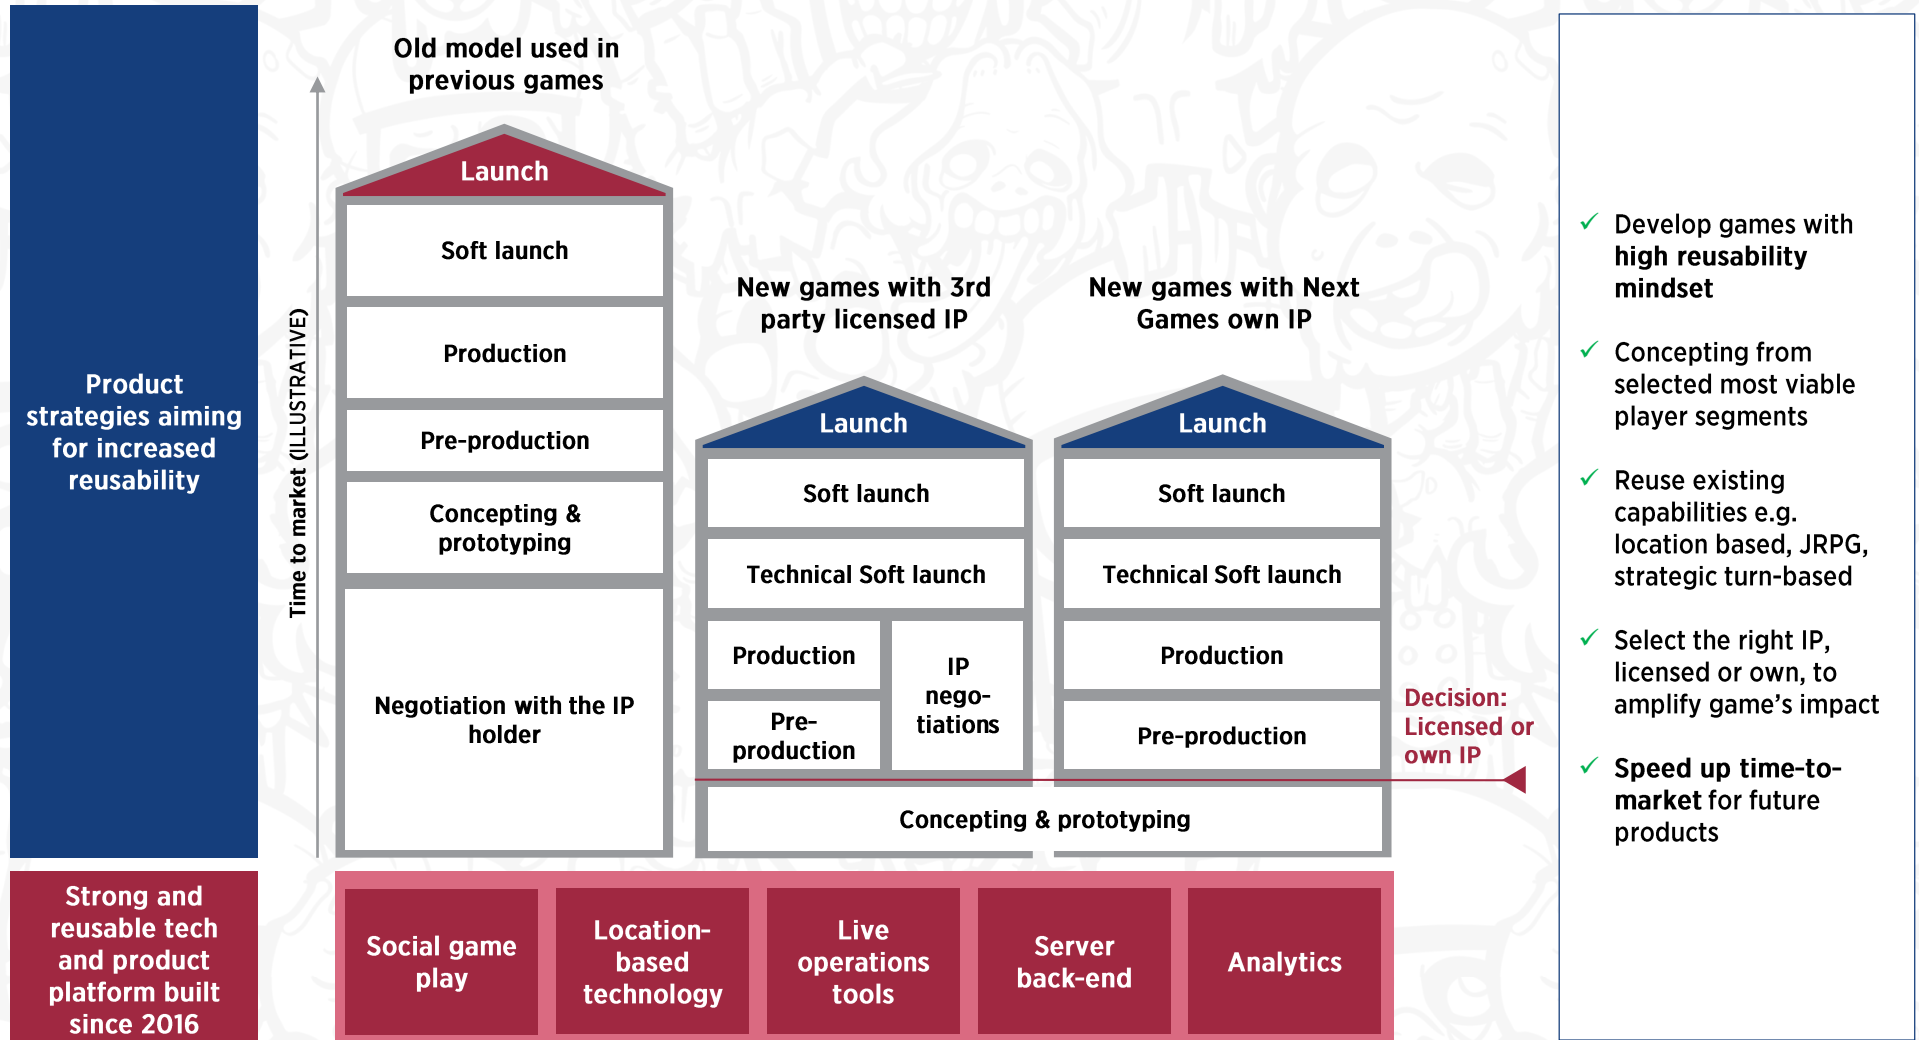 Product
strategies aiming
for increased
reusability
Strong and
reusable tech
and product
platform built
since 2016
Time to market (ILLUSTRATIVE)
Old model used in
previous games
Launch
Soft launch
Production
Pre-production
Concepting &
prototyping
Negotiation with the IP
holder
New games with 3rd
party licensed IP
Launch
Soft launch
Technical Soft launch
Production
Pre-
production
IP
nego-
tiations
New games with Next
Games own IP
Launch
Soft launch
Technical Soft launch
Production
Pre-production
Concepting & prototyping
Decision:
Licensed or
own IP
Social game
play
Location-
based
technology
Live
operations
tools
Server
back-end
Analytics
Develop games with
high reusability
mindset
Concepting from
selected most viable
player segments
Reuse existing
capabilities e.g.
location based, JRPG,
strategic turn-based
Select the right IP,
licensed or own, to
amplify game's impact
Speed up time-to-
market for future
products